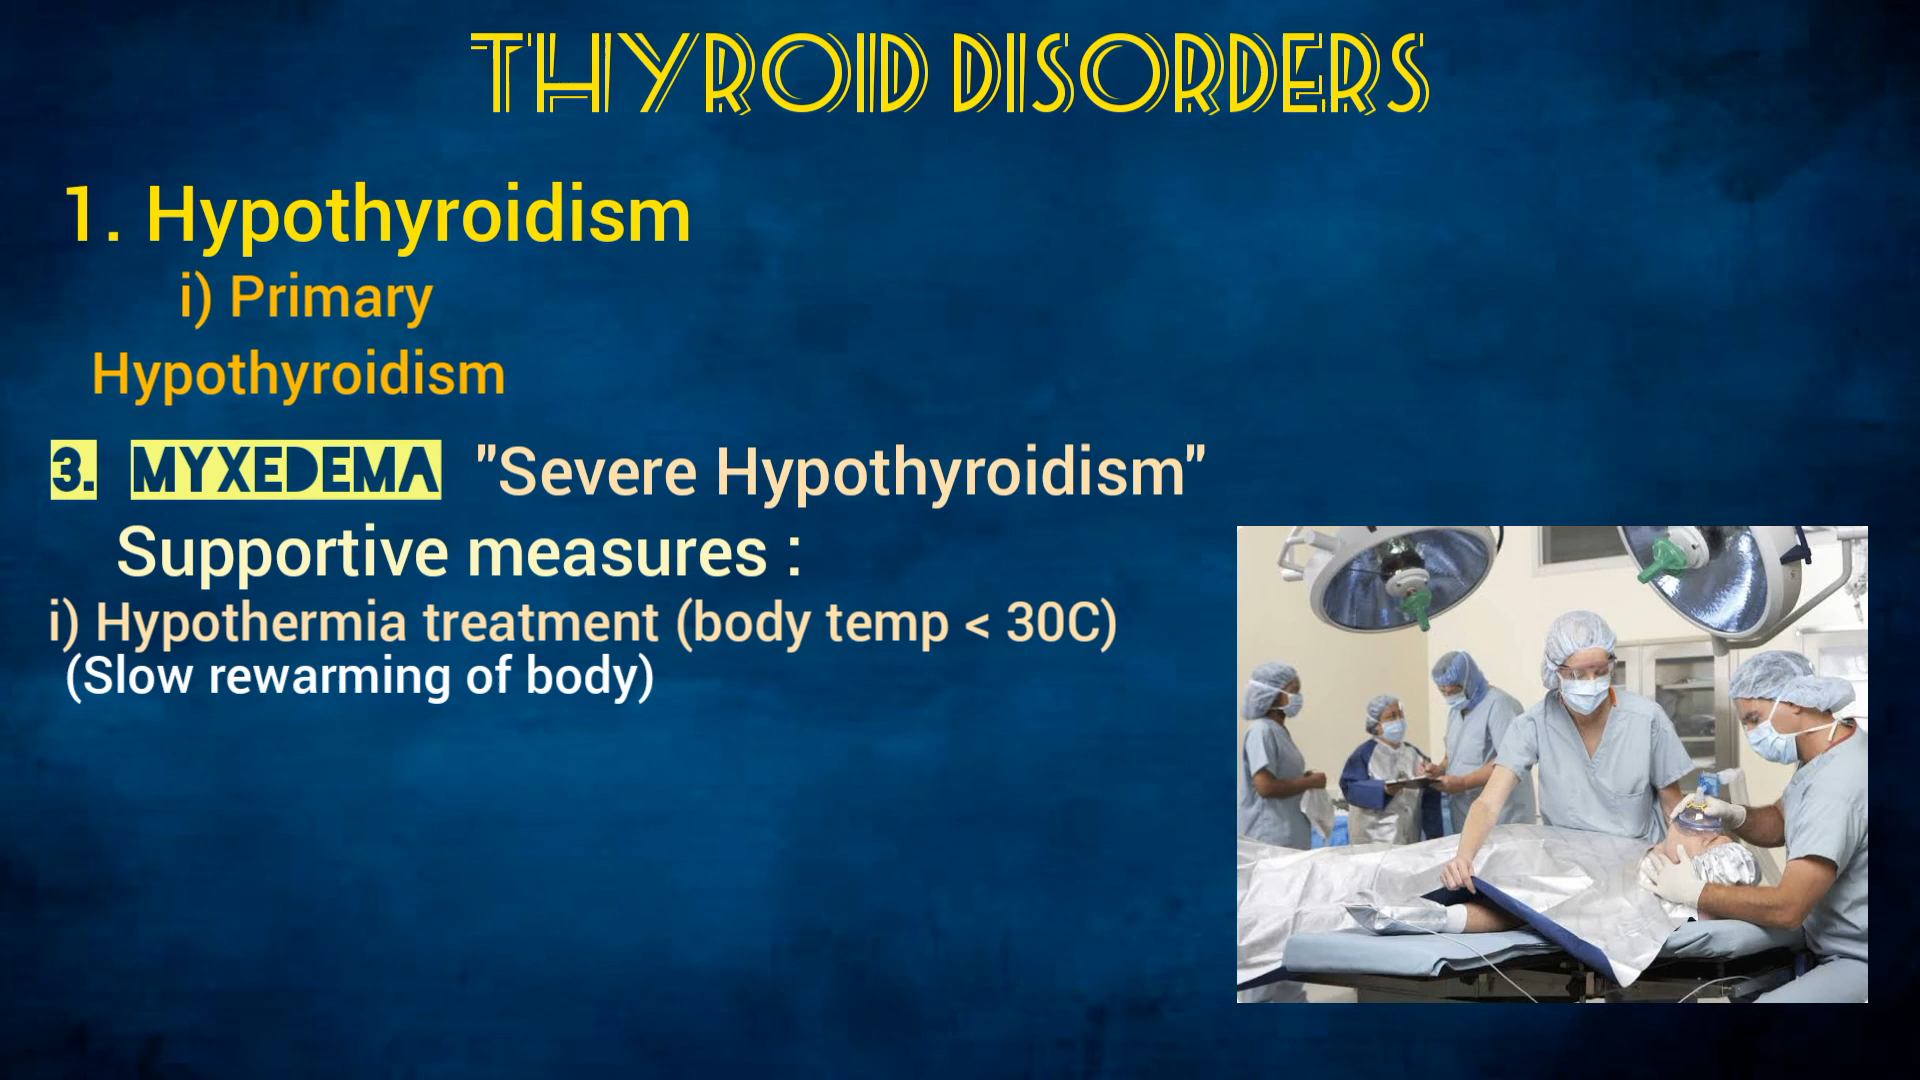 THYROID DISORDERS
1. Hypothyroidism
i) Primary
Hypothyroidism
3. MYXEDEMA "Severe Hypothyroidism"
Supportive measures :
i) Hypothermia treatment (body temp < 30C)
(Slow rewarming of body)